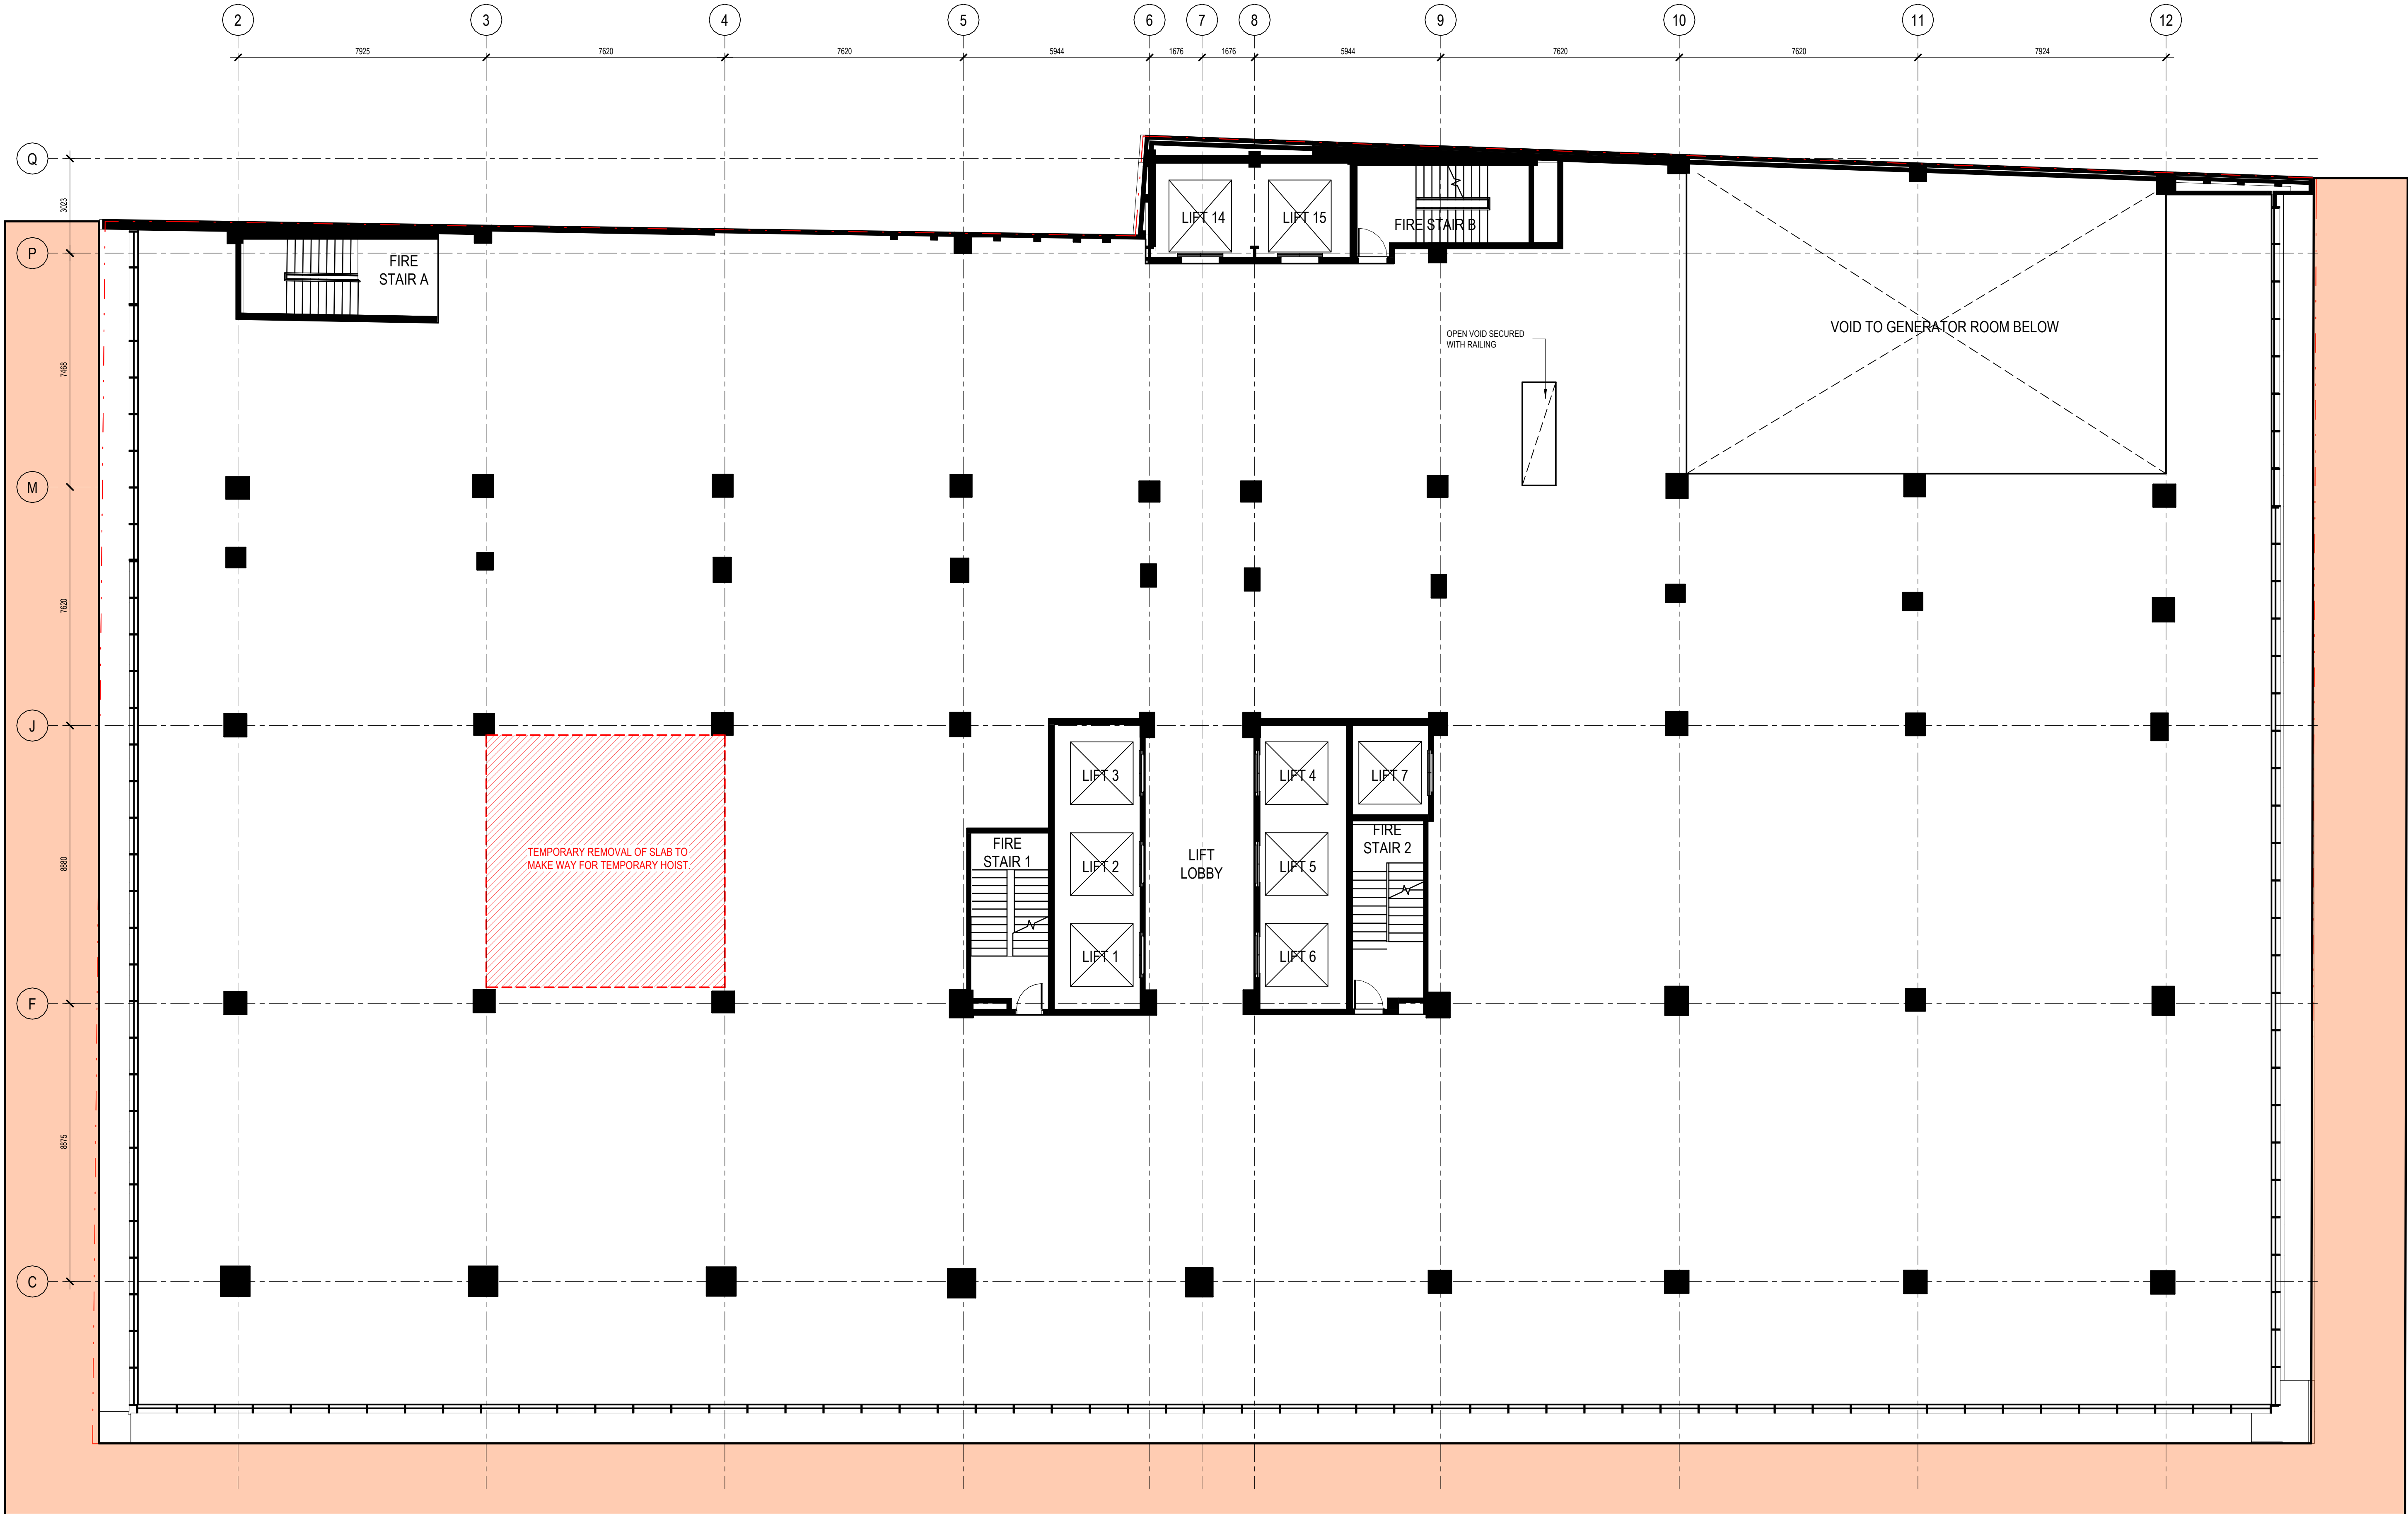 2 3 4 5 6 7 8 9 10 11 12
7925 7620 7620 5944 1676 1676 5944 7620 7620 7924
Q
3023
P
7468
M
7620
J
8880
F
8875
C
LIFT 14
LIFT 15
FIRE STAIR B
FIRE
STAIR A
OPEN VOID SECURED
WITH RAILING
VOID TO GENERATOR ROOM BELOW
TEMPORARY REMOVAL OF SLAB TO
MAKE WAY FOR TEMPORARY HOIST.
FIRE
STAIR 1
LIFT 3
LIFT 2
LIFT 1
LIFT
LOBBY
LIFT 4
LIFT 5
LIFT 6
LIFT 7
FIRE
STAIR 2